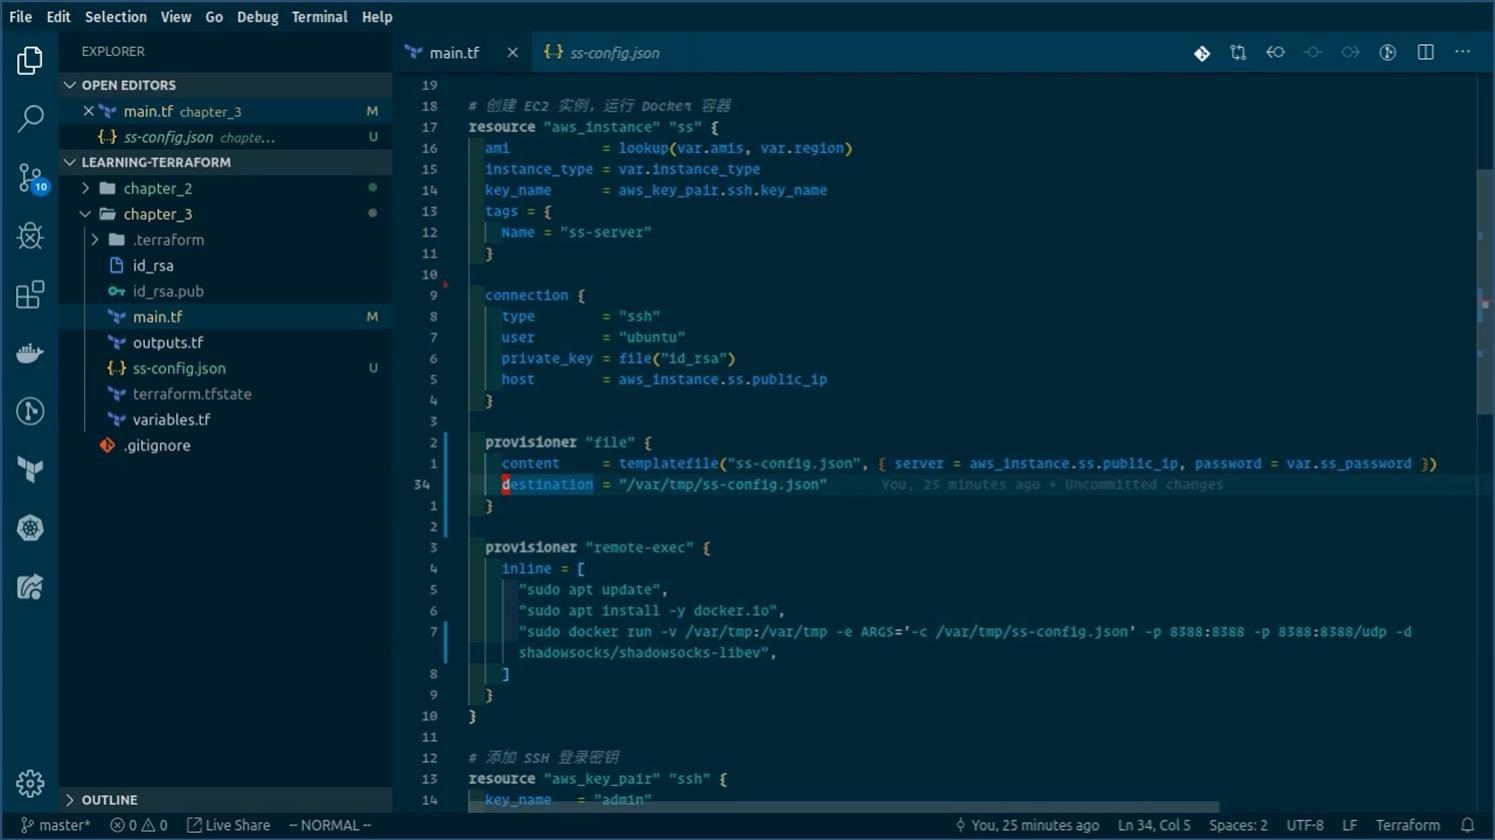 File Edit Selection View Go Debug Terminal Help
EXPLORER
OPEN EDITORS
main.tf chapter_3 M
{..} ss-config.json chapte... U
LEARNING-TERRAFORM
10
chapter_2
chapter_3
.terraform
id_rsa
id_rsa.pub
main.tf M
outputs.tf
{..} ss-config.json U
terraform.tfstate
variables.tf
.gitignore
OUTLINE
main.tf {..} ss-config.json ...
19
18 # 创建 EC2 实例，运行 Docker 容器
17 resource "aws_instance" "ss" {
16 ami = lookup(var.amis, var.region)
15 instance_type = var.instance_type
14 key_name = aws_key_pair.ssh.key_name
13 tags = {
12 Name = "ss-server"
11 }
10
9 connection {
8 type = "ssh"
7 user = "ubuntu"
6 private_key = file("id_rsa")
5 host = aws_instance.ss.public_ip
4 }
3
2 provisioner "file" {
1 content = templatefile("ss-config.json", { server = aws_instance.ss.public_ip, password = var.ss_password })
34 destination = "/var/tmp/ss-config.json" You, 25 minutes ago • Uncommitted changes
1 }
2
3 provisioner "remote-exec" {
4 inline = [
5 "sudo apt update",
6 "sudo apt install -y docker.io",
7 "sudo docker run -v /var/tmp:/var/tmp -e ARGS='-c /var/tmp/ss-config.json' -p 8388:8388 -p 8388:8388/udp -d
shadowsocks/shadowsocks-libev",
8 ]
9 }
10 }
11
12 # 添加 SSH 登录密钥
13 resource "aws_key_pair" "ssh" {
14 key_name = "admin"
master* 0 0 Live Share -- NORMAL -- You, 25 minutes ago Ln 34, Col 5 Spaces: 2 UTF-8 LF Terraform